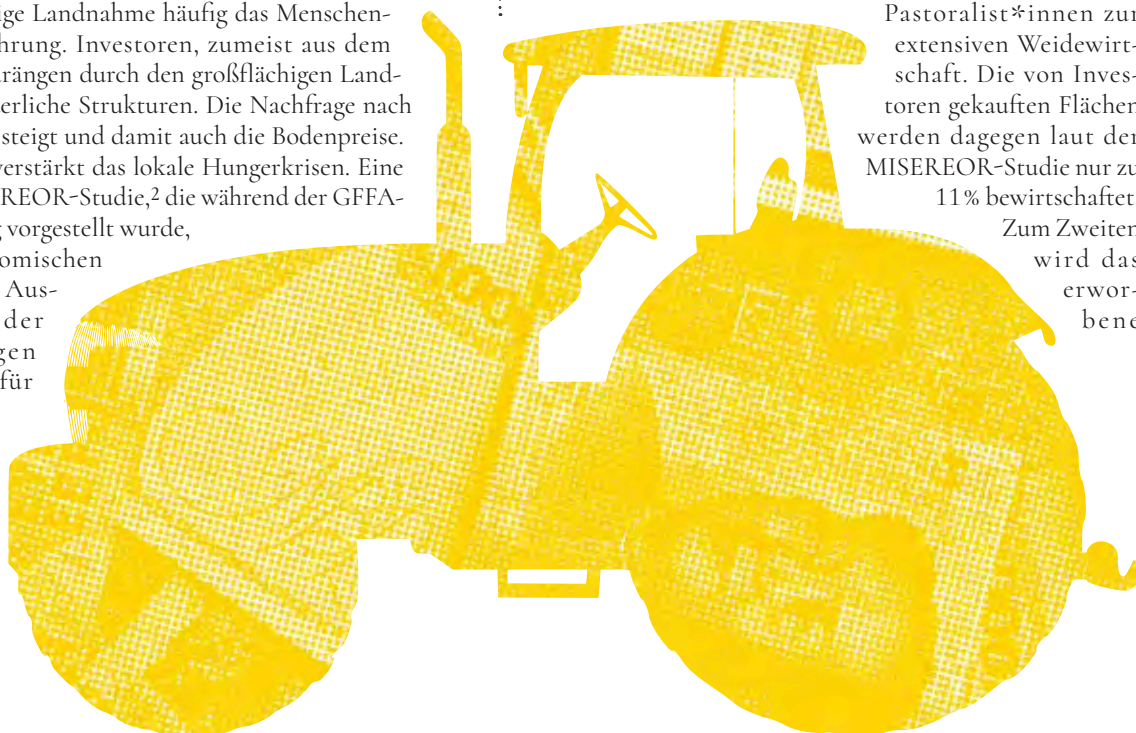 ige Landnahme häufig das Menschen-
hrung. Investoren, zumeist aus dem
drängen durch den großflächigen Land-
erliche Strukturen. Die Nachfrage nach
steigt und damit auch die Bodenpreise.
verstärkt das lokale Hungerkrisen. Eine
EREOR-Studie,² die während der GFFA-
g vorgestellt wurde,
omischen
Aus-
der
gen
für
Pastoralist*innen zur
extensiven Weidewirt-
schaft. Die von Inves-
toren gekauften Flächen
werden dagegen laut der
MISEREOR-Studie nur zu
11% bewirtschaftet.
Zum Zweiten
wird das
erwor-
bene